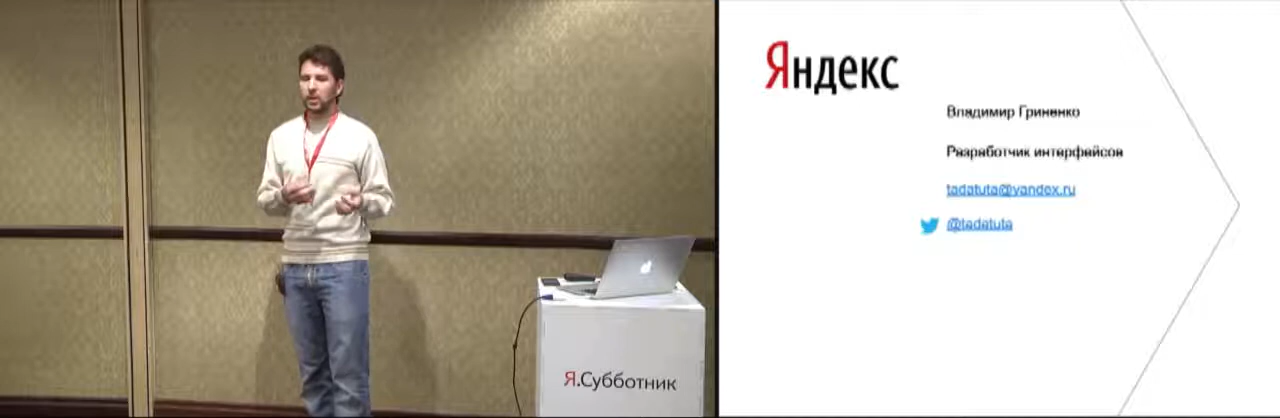 Я.Субботник
Яндекс
Владимир Гриненко
Разработчик интерфейсов
tadatuta@yandex.ru
@tadatuta